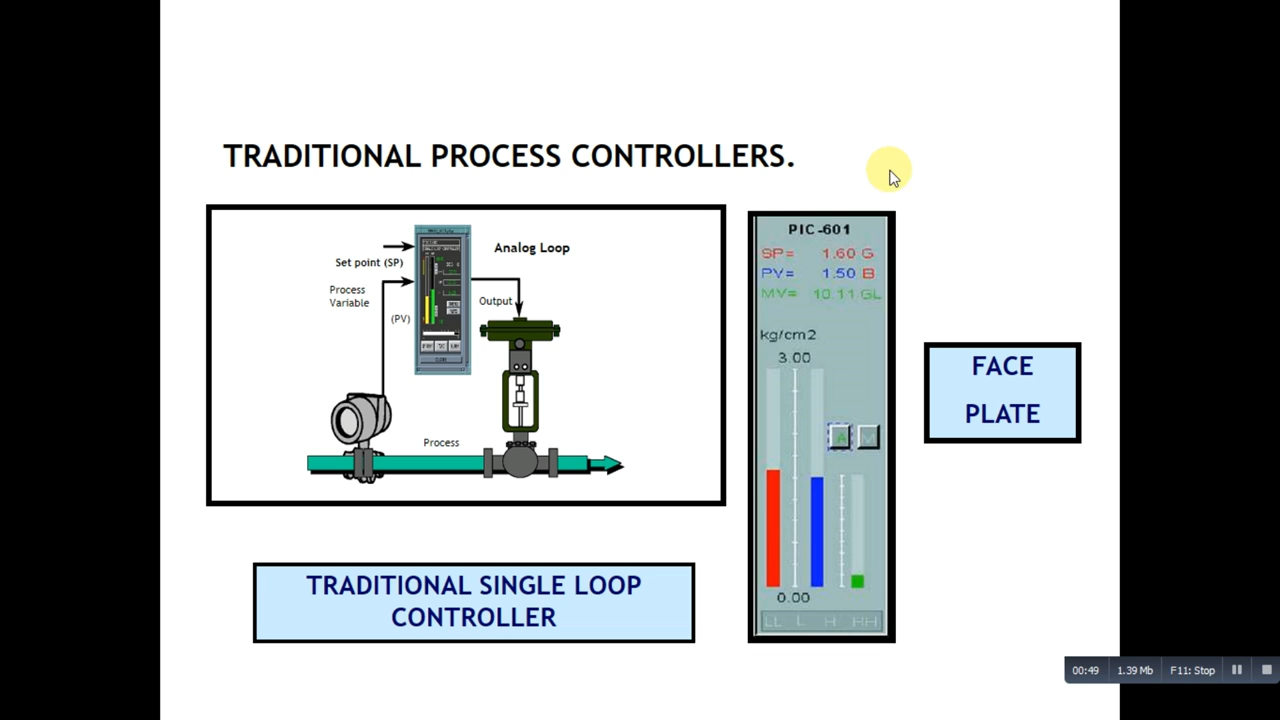 TRADITIONAL PROCESS CONTROLLERS.
Analog Loop
Set point (SP)
Process
Variable
(PV)
Output
Process
TRADITIONAL SINGLE LOOP
CONTROLLER
PIC-601
SP= 1.60 G
PV= 1.50 B
MV= 10.11 GL
kg/cm2
3.00
A M
0.00
LL L H HH
FACE
PLATE
00:49 1.39 Mb F11: Stop